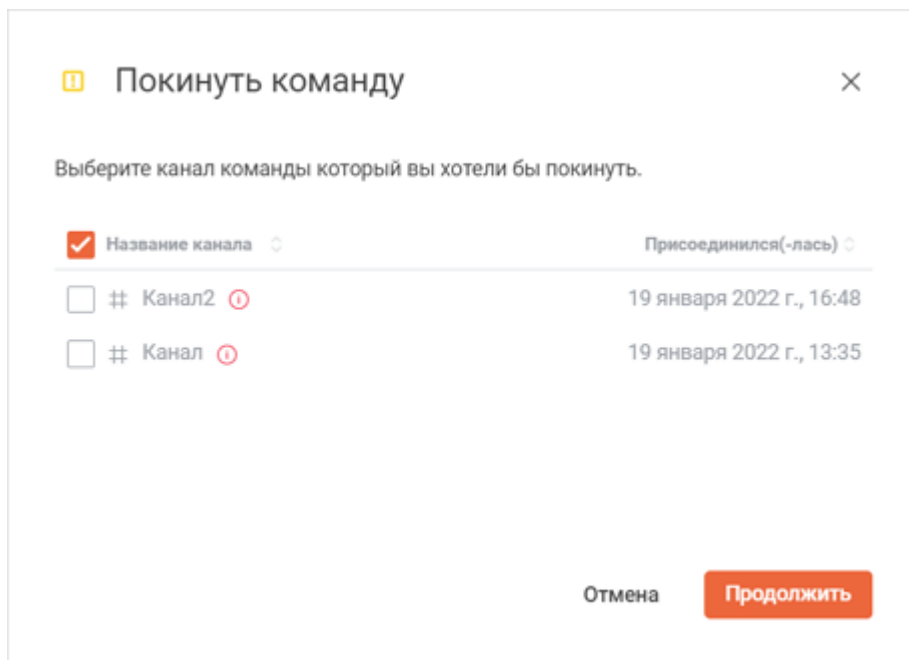 Покинуть команду
Выберите канал команды который вы хотели бы покинуть.
Название канала Присоединился(-лась)
# Канал2 19 января 2022 г., 16:48
# Канал 19 января 2022 г., 13:35
Отмена Продолжить